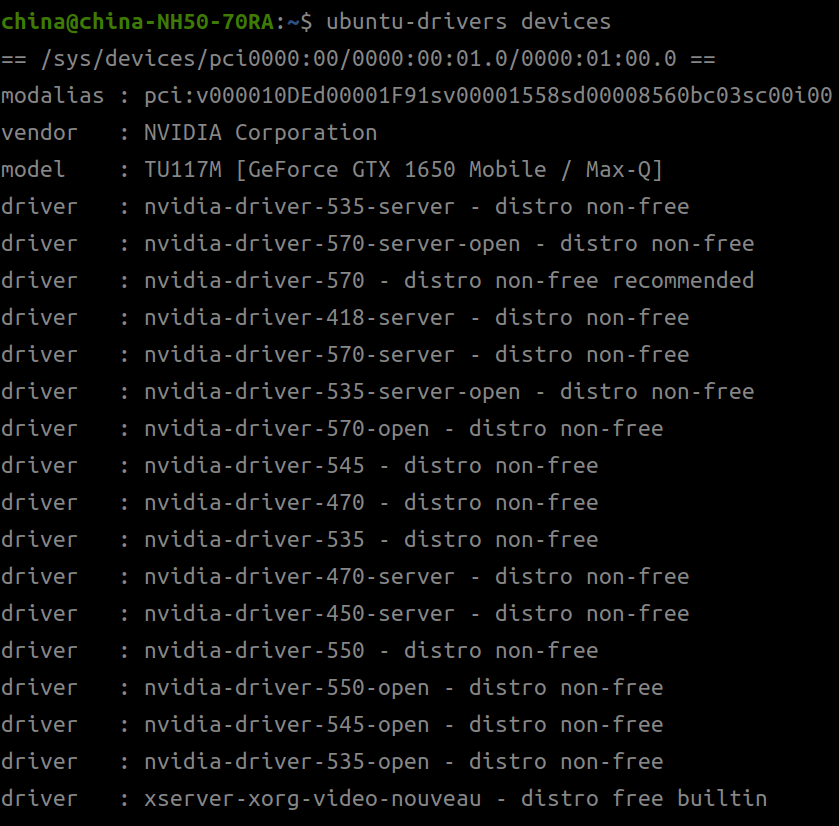 china@china-NH50-70RA:~$ ubuntu-drivers devices
== /sys/devices/pci0000:00/0000:00:01.0/0000:01:00.0 ==
modalias : pci:v000010DEd00001F91sv00001558sd00008560bc03sc00i00
vendor   : NVIDIA Corporation
model    : TU117M [GeForce GTX 1650 Mobile / Max-Q]
driver   : nvidia-driver-535-server - distro non-free
driver   : nvidia-driver-570-server-open - distro non-free
driver   : nvidia-driver-570 - distro non-free recommended
driver   : nvidia-driver-418-server - distro non-free
driver   : nvidia-driver-570-server - distro non-free
driver   : nvidia-driver-535-server-open - distro non-free
driver   : nvidia-driver-570-open - distro non-free
driver   : nvidia-driver-545 - distro non-free
driver   : nvidia-driver-470 - distro non-free
driver   : nvidia-driver-535 - distro non-free
driver   : nvidia-driver-470-server - distro non-free
driver   : nvidia-driver-450-server - distro non-free
driver   : nvidia-driver-550 - distro non-free
driver   : nvidia-driver-550-open - distro non-free
driver   : nvidia-driver-545-open - distro non-free
driver   : nvidia-driver-535-open - distro non-free
driver   : xserver-xorg-video-nouveau - distro free builtin